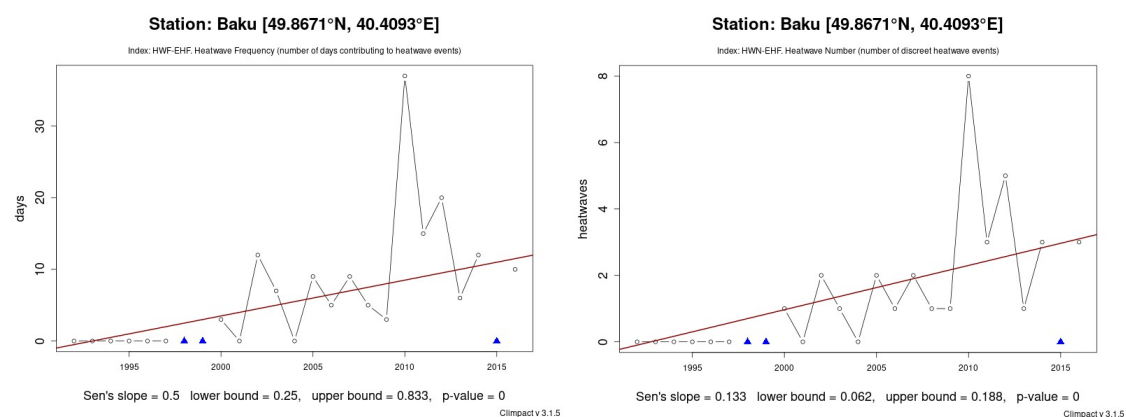 Station: Baku [49.8671°N, 40.4093°E]
Index: HWF-EHF. Heatwave Frequency (number of days contributing to heatwave events)
days
30
20
10
0
1995
2000
2005
2010
2015
Sen's slope = 0.5 lower bound = 0.25, upper bound = 0.833, p-value = 0
Climpact v 3.1.5
Station: Baku [49.8671°N, 40.4093°E]
Index: HWN-EHF. Heatwave Number (number of discreet heatwave events)
heatwaves
8
6
4
2
0
1995
2000
2005
2010
2015
Sen's slope = 0.133 lower bound = 0.062, upper bound = 0.188, p-value = 0
Climpact v 3.1.5